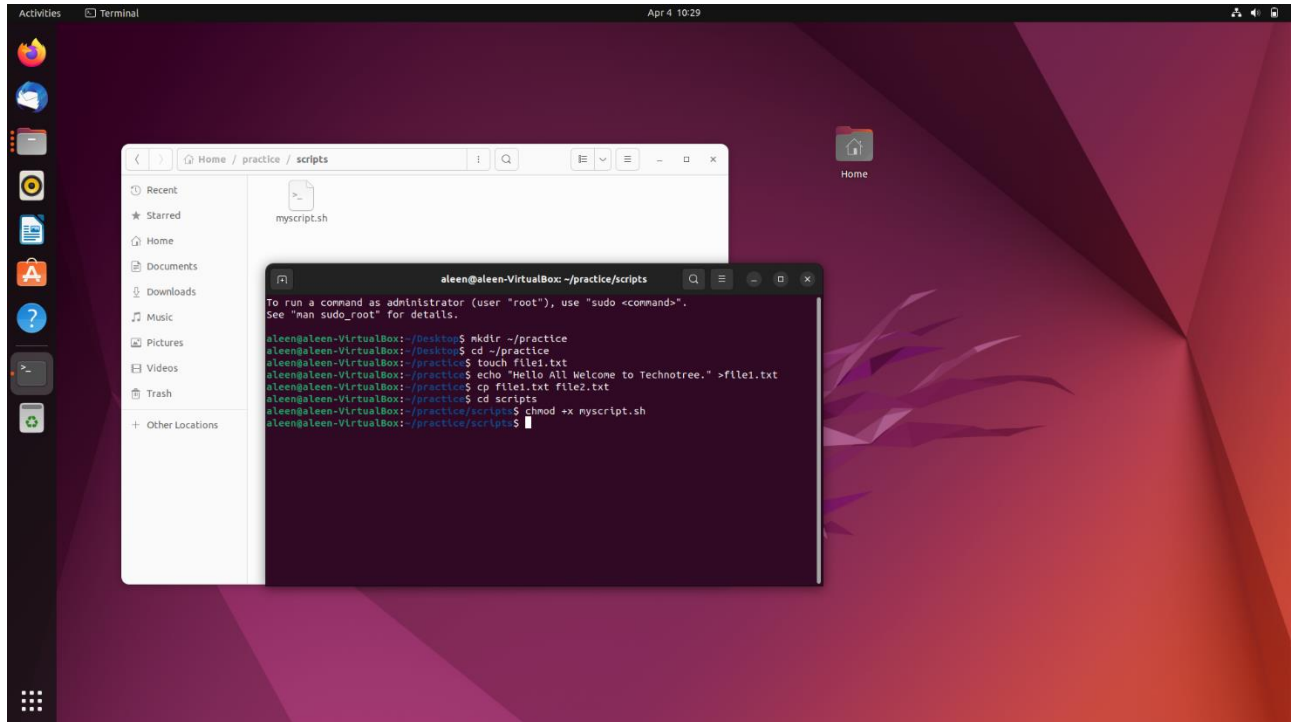 Activities Terminal Apr 4 10:29
Home / practice / scripts
Recent
Starred
Home
Documents
Downloads
Music
Pictures
Videos
Trash
+ Other Locations
myscript.sh
Home
aleen@aleen-VirtualBox: ~/practice/scripts
To run a command as administrator (user "root"), use "sudo <command>".
See "man sudo_root" for details.
aleen@aleen-VirtualBox:~/Desktop$ mkdir ~/practice
aleen@aleen-VirtualBox:~/Desktop$ cd ~/practice
aleen@aleen-VirtualBox:~/practice$ touch file1.txt
aleen@aleen-VirtualBox:~/practice$ echo "Hello All Welcome to Technotree." >file1.txt
aleen@aleen-VirtualBox:~/practice$ cp file1.txt file2.txt
aleen@aleen-VirtualBox:~/practice$ cd scripts
aleen@aleen-VirtualBox:~/practice/scripts$ chmod +x myscript.sh
aleen@aleen-VirtualBox:~/practice/scripts$